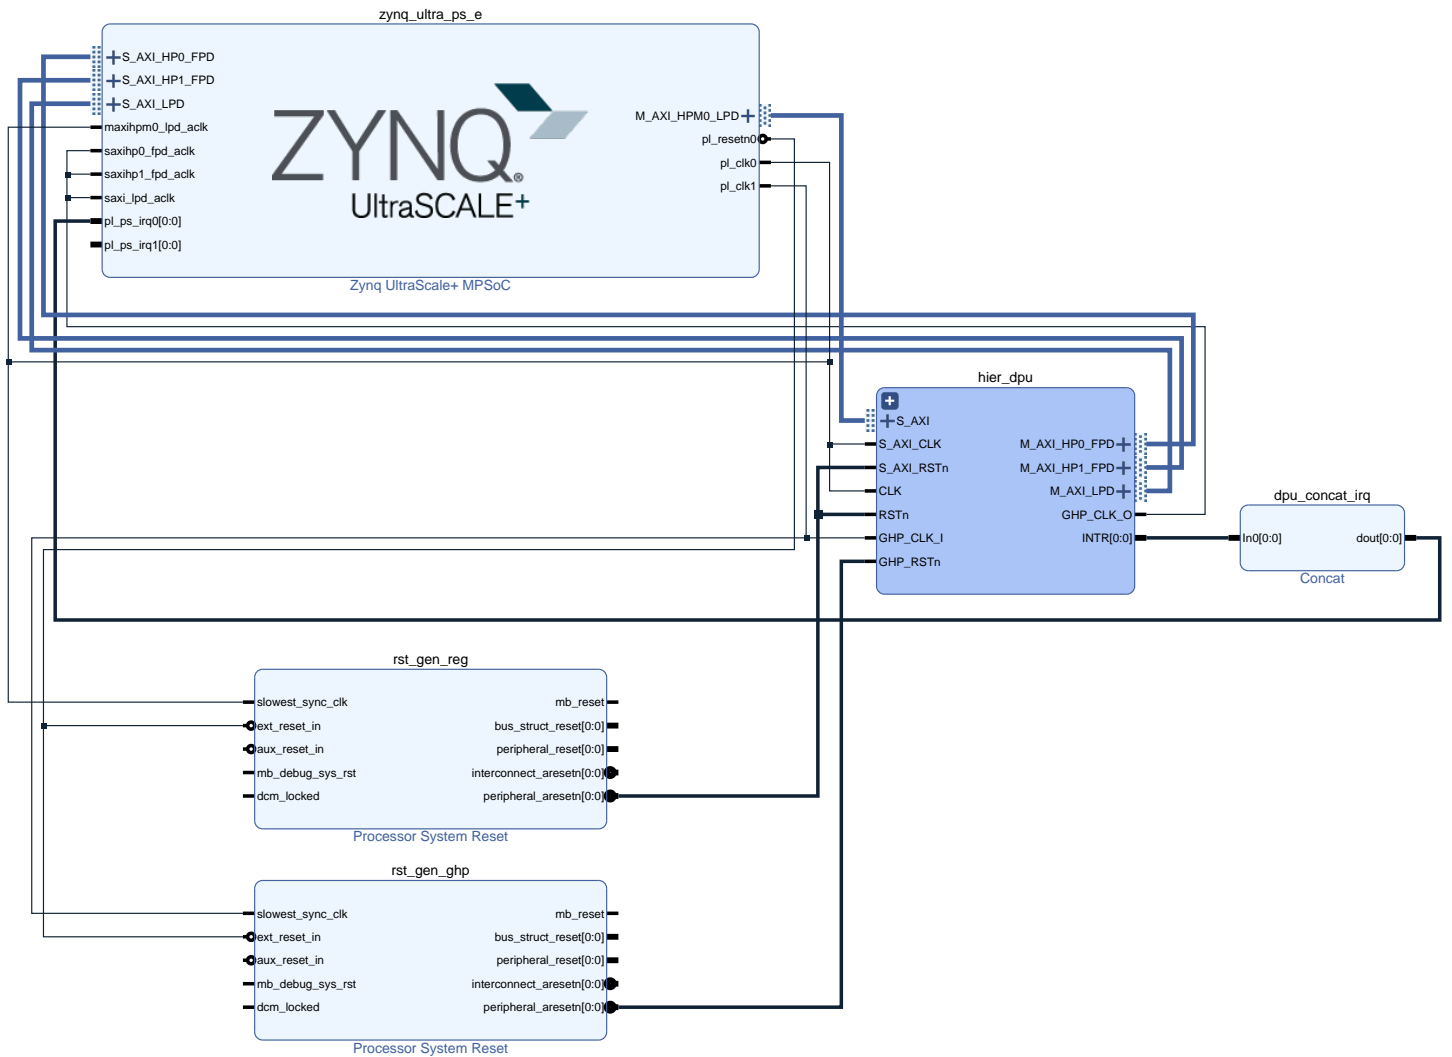 zynq_ultra_ps_e
S_AXI_HP0_FPD
S_AXI_HP1_FPD
S_AXI_LPD
maxihpm0_lpd_aclk
saxihp0_fpd_aclk
saxihp1_fpd_aclk
saxi_lpd_aclk
pl_ps_irq0[0:0]
pl_ps_irq1[0:0]
ZYNQ®
UltraSCALE+
M_AXI_HPM0_LPD
pl_resetn0
pl_clk0
pl_clk1
Zynq UltraScale+ MPSoC
hier_dpu
S_AXI
S_AXI_CLK
S_AXI_RSTn
CLK
RSTn
GHP_CLK_I
GHP_RSTn
M_AXI_HP0_FPD
M_AXI_HP1_FPD
M_AXI_LPD
GHP_CLK_O
INTR[0:0]
dpu_concat_irq
In0[0:0]
dout[0:0]
Concat
rst_gen_reg
slowest_sync_clk
ext_reset_in
aux_reset_in
mb_debug_sys_rst
dcm_locked
mb_reset
bus_struct_reset[0:0]
peripheral_reset[0:0]
interconnect_aresetn[0:0]
peripheral_aresetn[0:0]
Processor System Reset
rst_gen_ghp
slowest_sync_clk
ext_reset_in
aux_reset_in
mb_debug_sys_rst
dcm_locked
mb_reset
bus_struct_reset[0:0]
peripheral_reset[0:0]
interconnect_aresetn[0:0]
peripheral_aresetn[0:0]
Processor System Reset